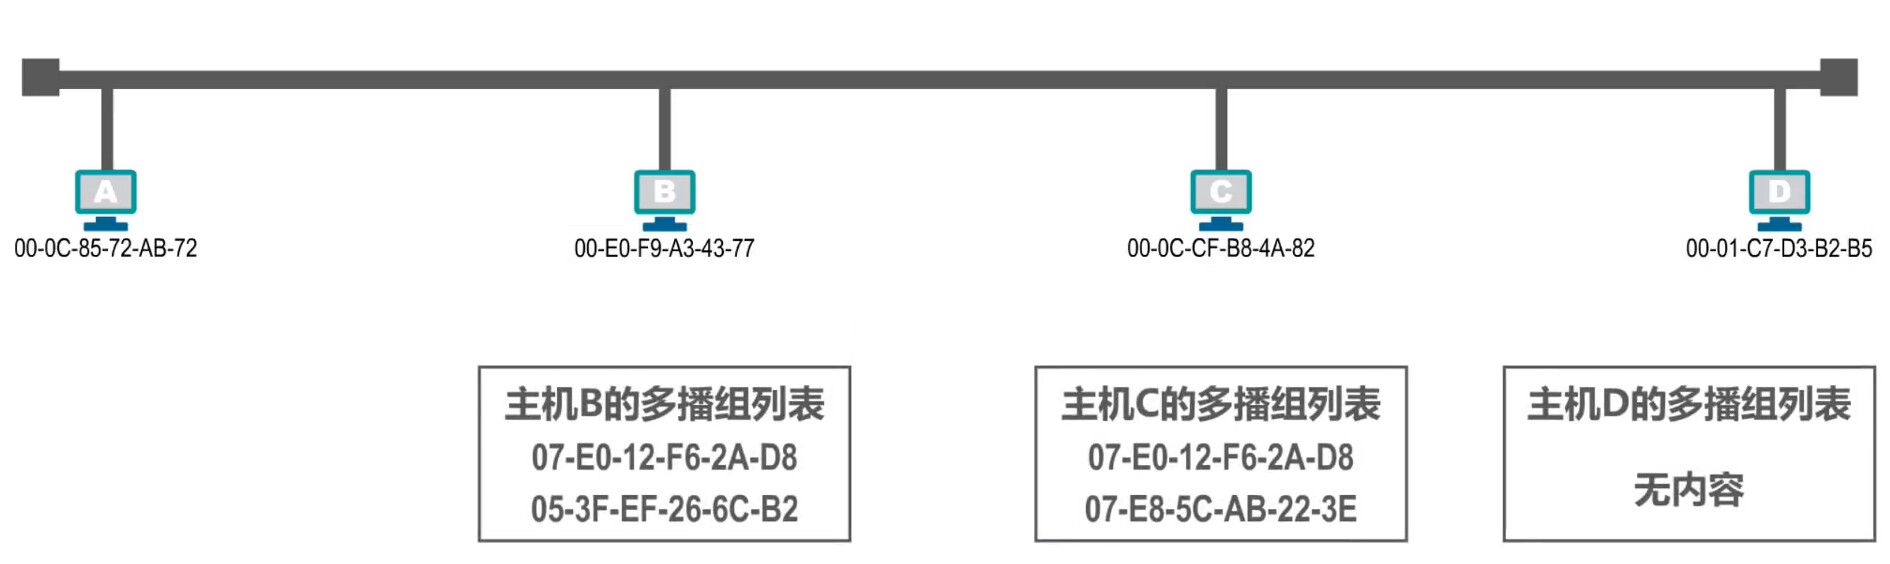 A
B
C
D
00-0C-85-72-AB-72
00-E0-F9-A3-43-77
00-0C-CF-B8-4A-82
00-01-C7-D3-B2-B5
主机B的多播组列表
07-E0-12-F6-2A-D8
05-3F-EF-26-6C-B2
主机C的多播组列表
07-E0-12-F6-2A-D8
07-E8-5C-AB-22-3E
主机D的多播组列表
无内容